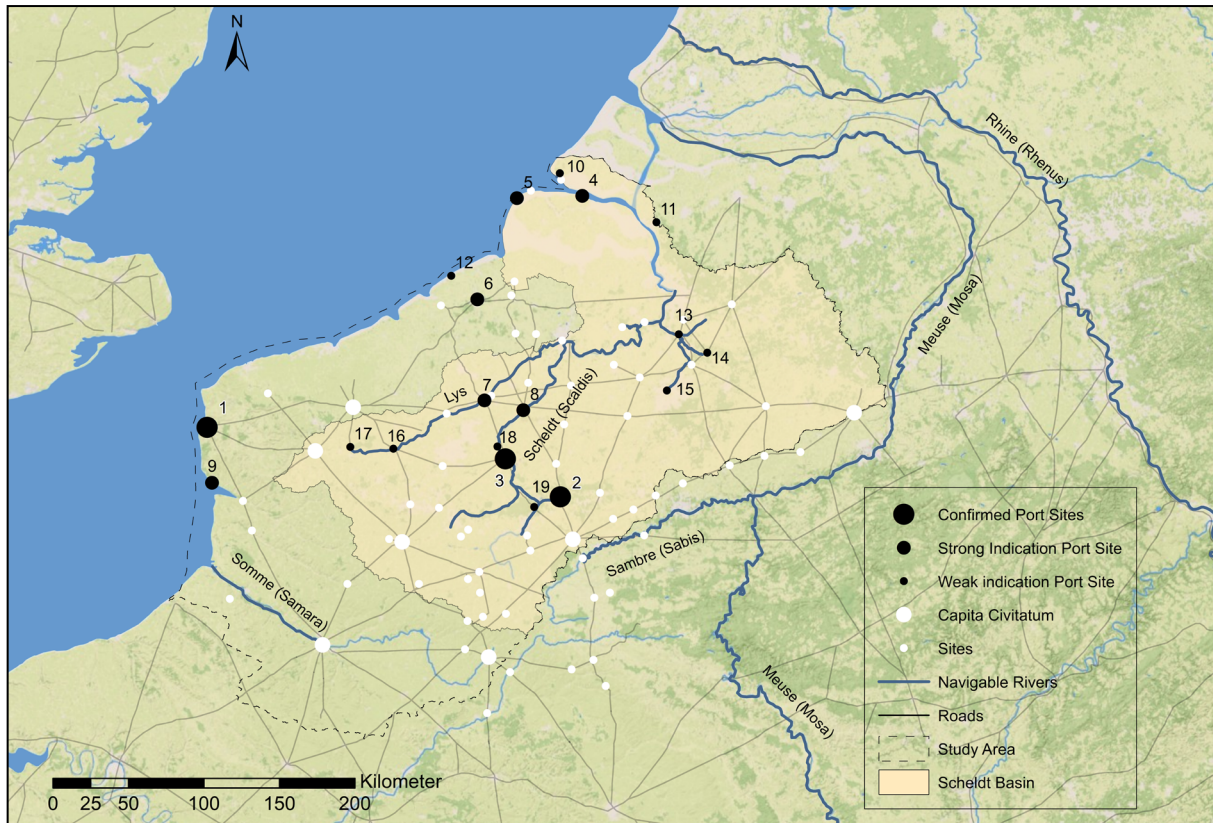 N
Rhine (Rhenus)
10
5
4
11
12
6
Meuse (Mosa)
13
14
15
Lys
7
8
Scheldt (Scaldis)
1
17
16
18
3
9
19
2
Sambre (Sabis)
Somme (Samara)
Meuse (Mosa)
Confirmed Port Sites
Strong Indication Port Site
Weak indication Port Site
Capita Civitatum
Sites
Navigable Rivers
Roads
Study Area
Scheldt Basin
Kilometer
0 25 50 100 150 200